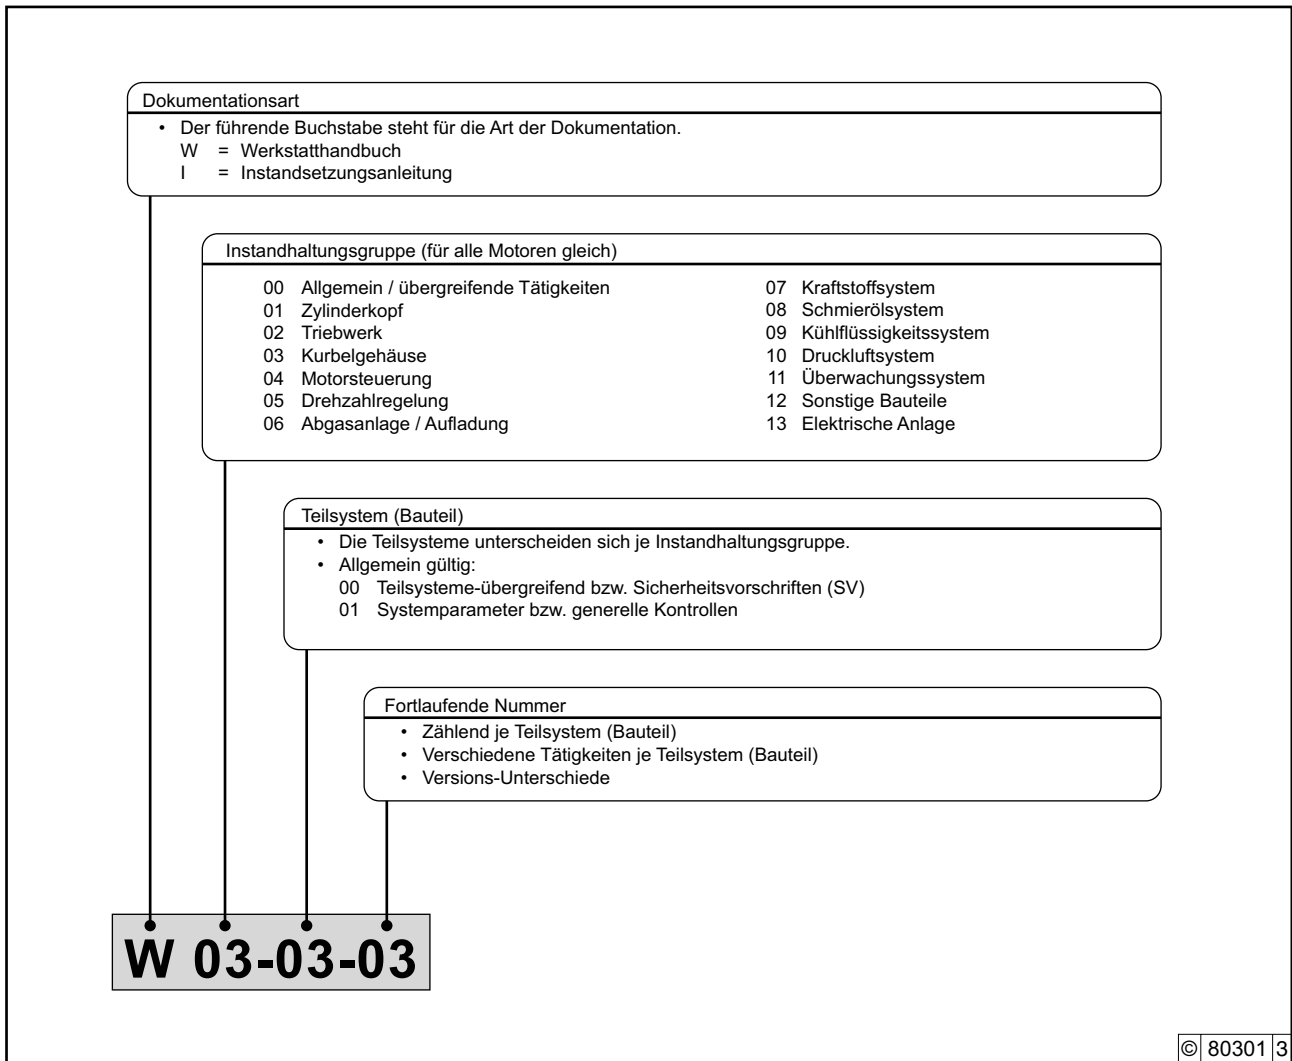 Dokumentationsart
• Der führende Buchstabe steht für die Art der Dokumentation.
W = Werkstatthandbuch
I = Instandsetzungsanleitung
Instandhaltungsgruppe (für alle Motoren gleich)
00 Allgemein / übergreifende Tätigkeiten
01 Zylinderkopf
02 Triebwerk
03 Kurbelgehäuse
04 Motorsteuerung
05 Drehzahlregelung
06 Abgasanlage / Aufladung
07 Kraftstoffsystem
08 Schmierölsystem
09 Kühlflüssigkeitssystem
10 Druckluftsystem
11 Überwachungssystem
12 Sonstige Bauteile
13 Elektrische Anlage
Teilsystem (Bauteil)
• Die Teilsysteme unterscheiden sich je Instandhaltungsgruppe.
• Allgemein gültig:
00 Teilsysteme-übergreifend bzw. Sicherheitsvorschriften (SV)
01 Systemparameter bzw. generelle Kontrollen
Fortlaufende Nummer
• Zählend je Teilsystem (Bauteil)
• Verschiedene Tätigkeiten je Teilsystem (Bauteil)
• Versions-Unterschiede
W 03-03-03
© 80301 3